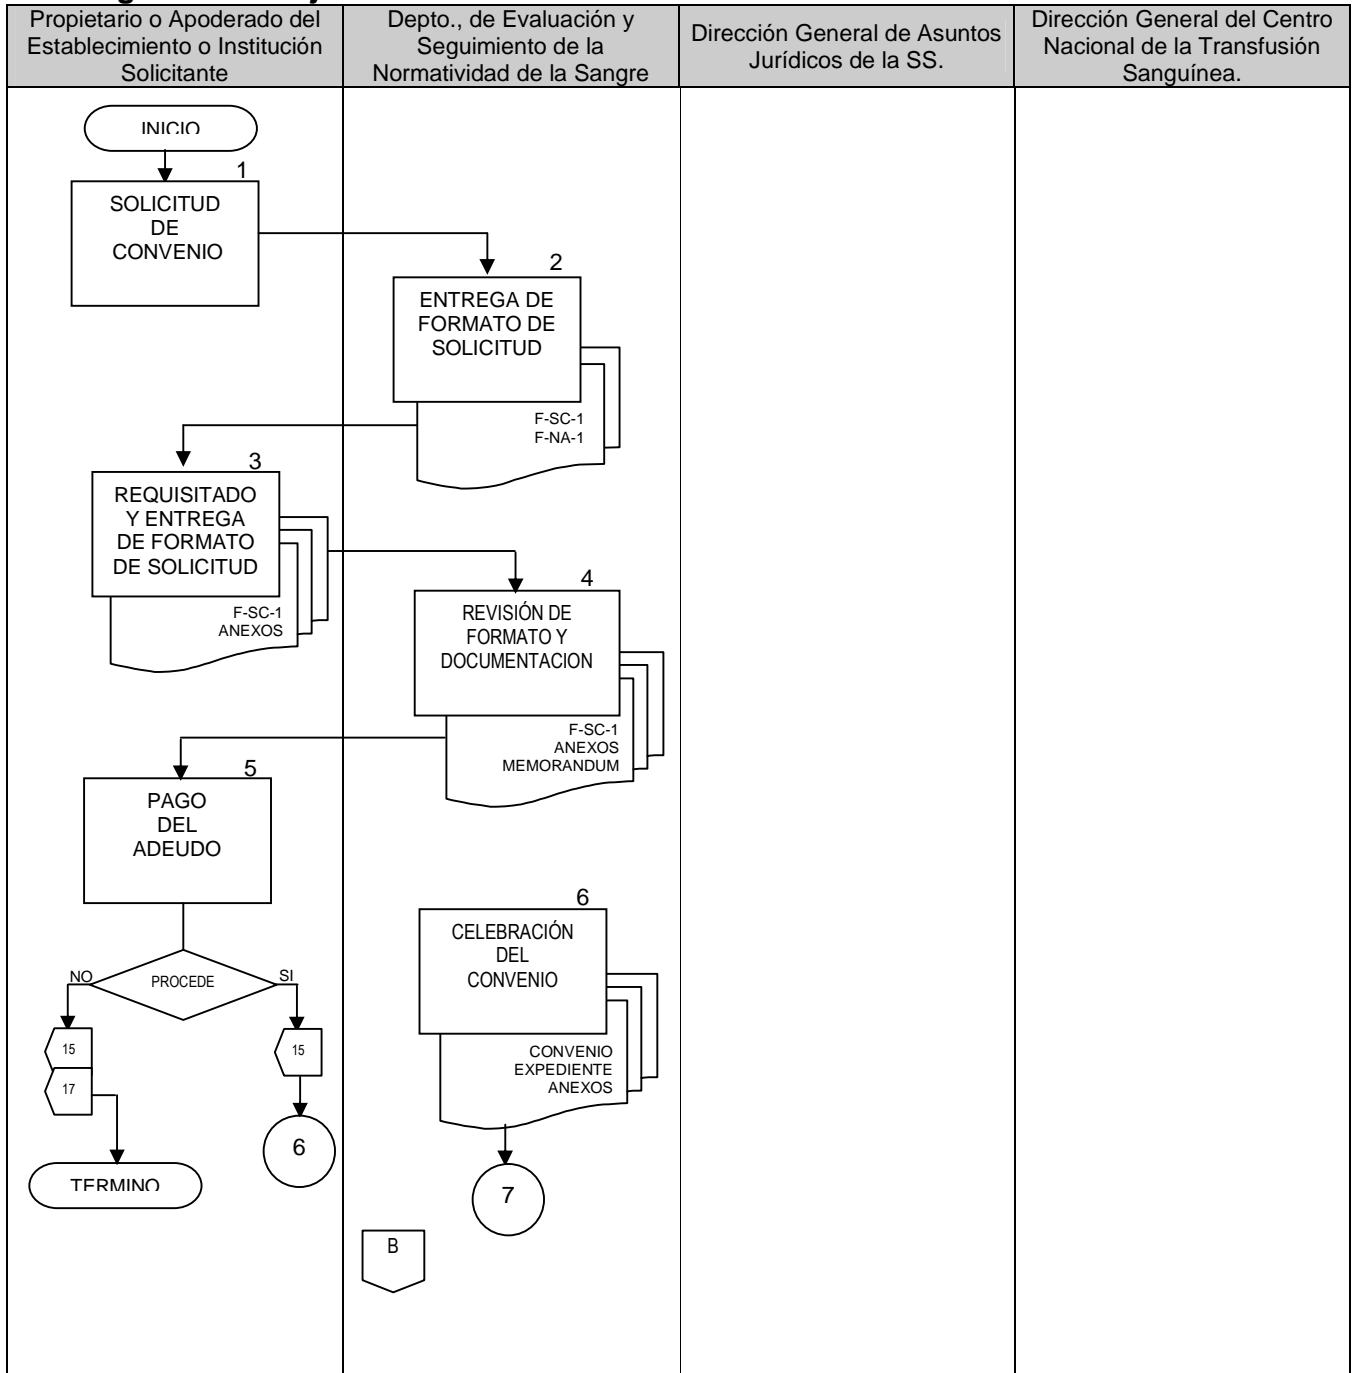 Propietario o Apoderado del
Establecimiento o Institución
Solicitante
Depto., de Evaluación y
Seguimiento de la
Normatividad de la Sangre
Dirección General de Asuntos
Jurídicos de la SS.
Dirección General del Centro
Nacional de la Transfusión
Sanguínea.
INICIO
1
SOLICITUD
DE
CONVENIO
2
ENTREGA DE
FORMATO DE
SOLICITUD
F-SC-1
F-NA-1
3
REQUISITADO
Y ENTREGA
DE FORMATO
DE SOLICITUD
F-SC-1
ANEXOS
4
REVISIÓN DE
FORMATO Y
DOCUMENTACION
F-SC-1
ANEXOS
MEMORANDUM
5
PAGO
DEL
ADEUDO
NO
PROCEDE
SI
15
17
15
6
TERMINO
6
CELEBRACIÓN
DEL
CONVENIO
CONVENIO
EXPEDIENTE
ANEXOS
7
B